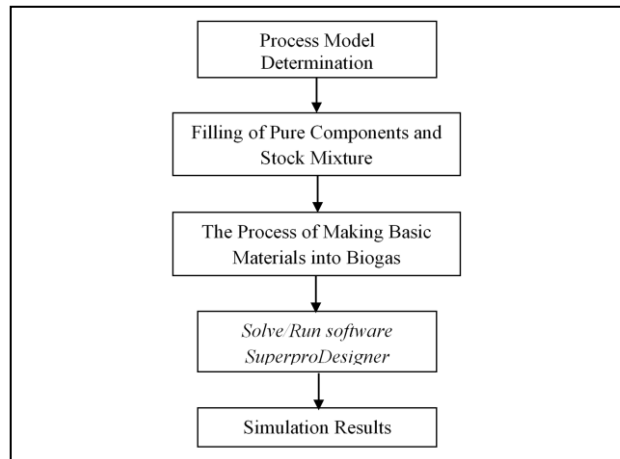 Process Model
Determination
Filling of Pure Components and
Stock Mixture
The Process of Making Basic
Materials into Biogas
Solve/Run software
SuperproDesigner
Simulation Results